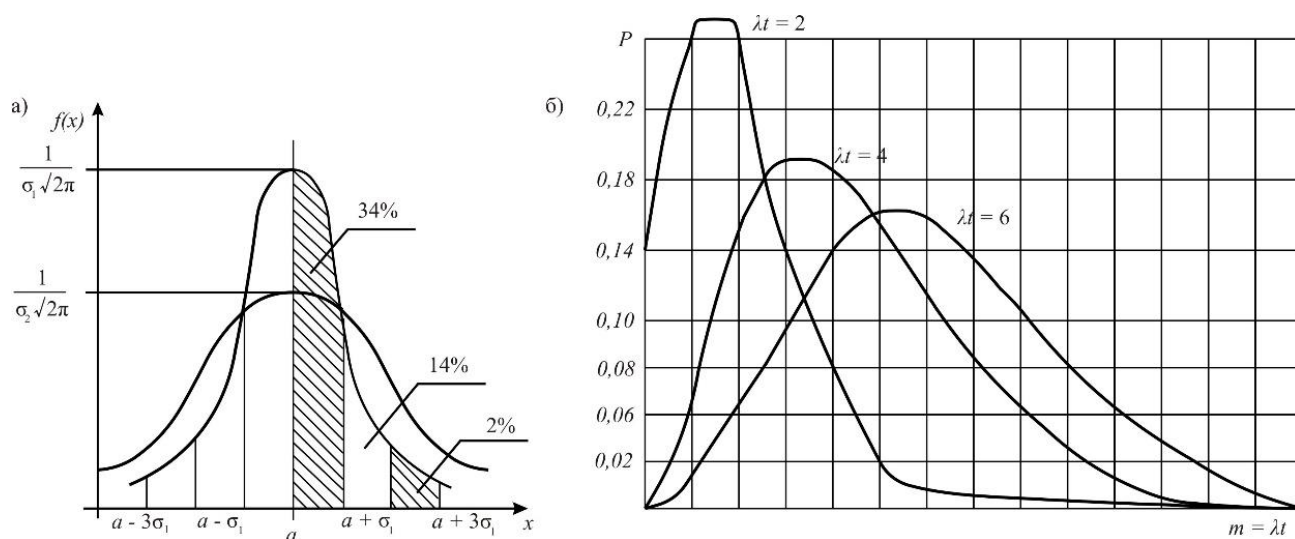 а)
f(x)
1
σ₁√2π
1
σ₂√2π
34%
14%
2%
a - 3σ₁
a - σ₁
a
a + σ₁
a + 3σ₁
x
б)
P
0,22
0,18
0,14
0,10
0,08
0,06
0,02
λt = 2
λt = 4
λt = 6
m = λt